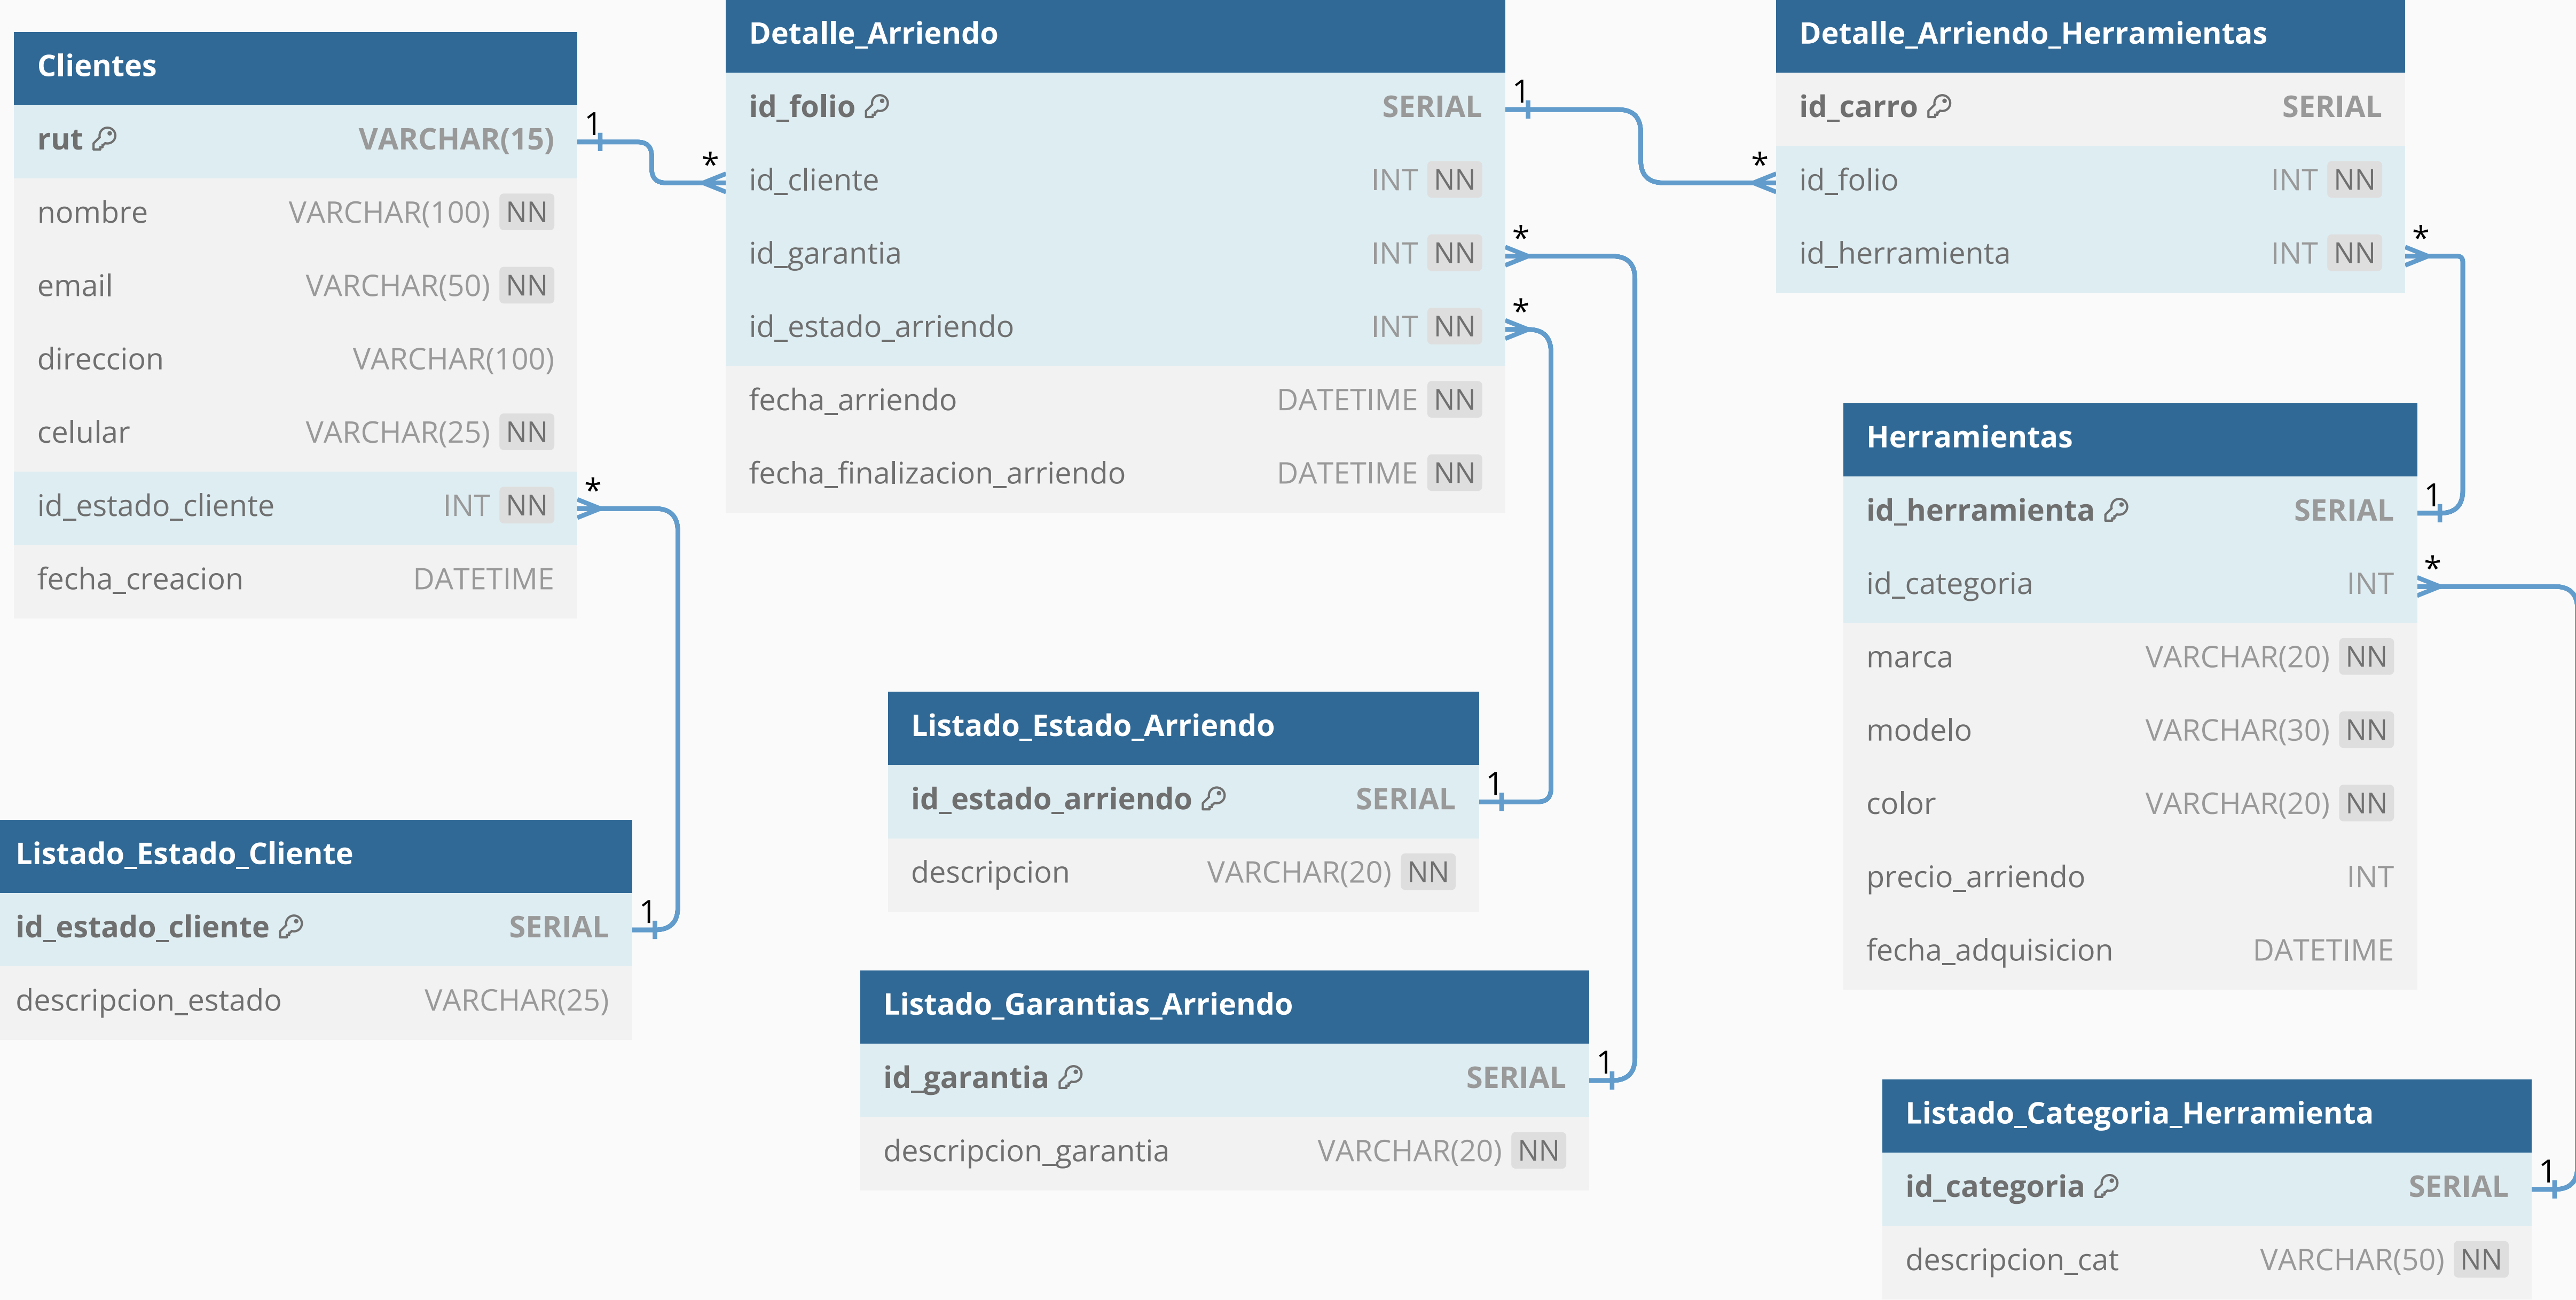 Clientes
rut VARCHAR(15)
nombre VARCHAR(100) NN
email VARCHAR(50) NN
direccion VARCHAR(100)
celular VARCHAR(25) NN
id_estado_cliente INT NN
fecha_creacion DATETIME
1
*
*
Listado_Estado_Cliente
id_estado_cliente SERIAL
descripcion_estado VARCHAR(25)
1
Detalle_Arriendo
id_folio SERIAL
id_cliente INT NN
id_garantia INT NN
id_estado_arriendo INT NN
fecha_arriendo DATETIME NN
fecha_finalizacion_arriendo DATETIME NN
1
*
*
*
Listado_Estado_Arriendo
id_estado_arriendo SERIAL
descripcion VARCHAR(20) NN
1
Listado_Garantias_Arriendo
id_garantia SERIAL
descripcion_garantia VARCHAR(20) NN
1
Detalle_Arriendo_Herramientas
id_carro SERIAL
id_folio INT NN
id_herramienta INT NN
*
Herramientas
id_herramienta SERIAL
id_categoria INT
marca VARCHAR(20) NN
modelo VARCHAR(30) NN
color VARCHAR(20) NN
precio_arriendo INT
fecha_adquisicion DATETIME
1
*
Listado_Categoria_Herramienta
id_categoria SERIAL
descripcion_cat VARCHAR(50) NN
1